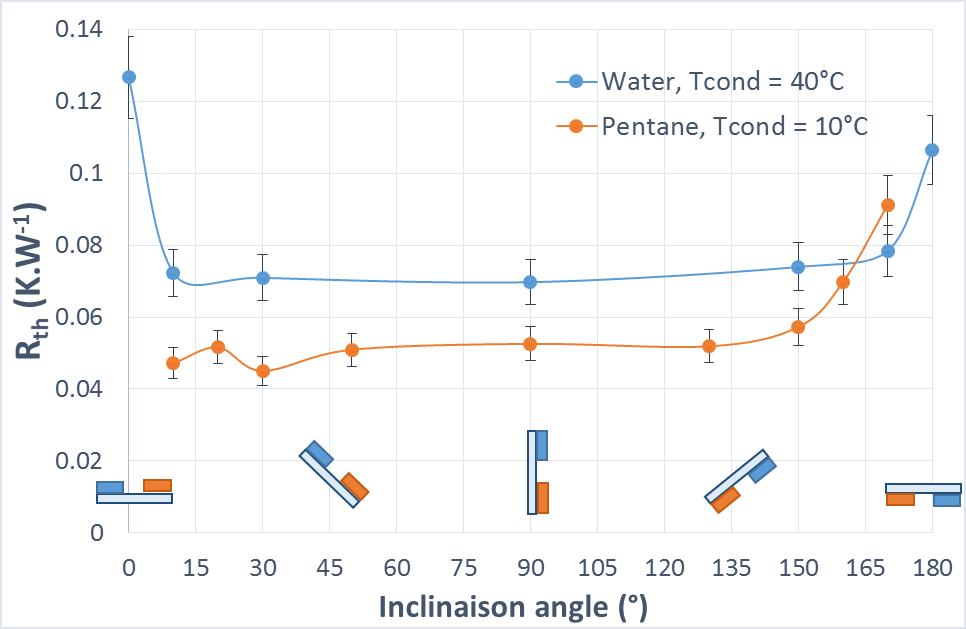 0.14
0.12
0.1
0.08
0.06
0.04
0.02
0
R_th (K.W^-1)
Water, Tcond = 40°C
Pentane, Tcond = 10°C
0 15 30 45 60 75 90 105 120 135 150 165 180
Inclinaison angle (°)